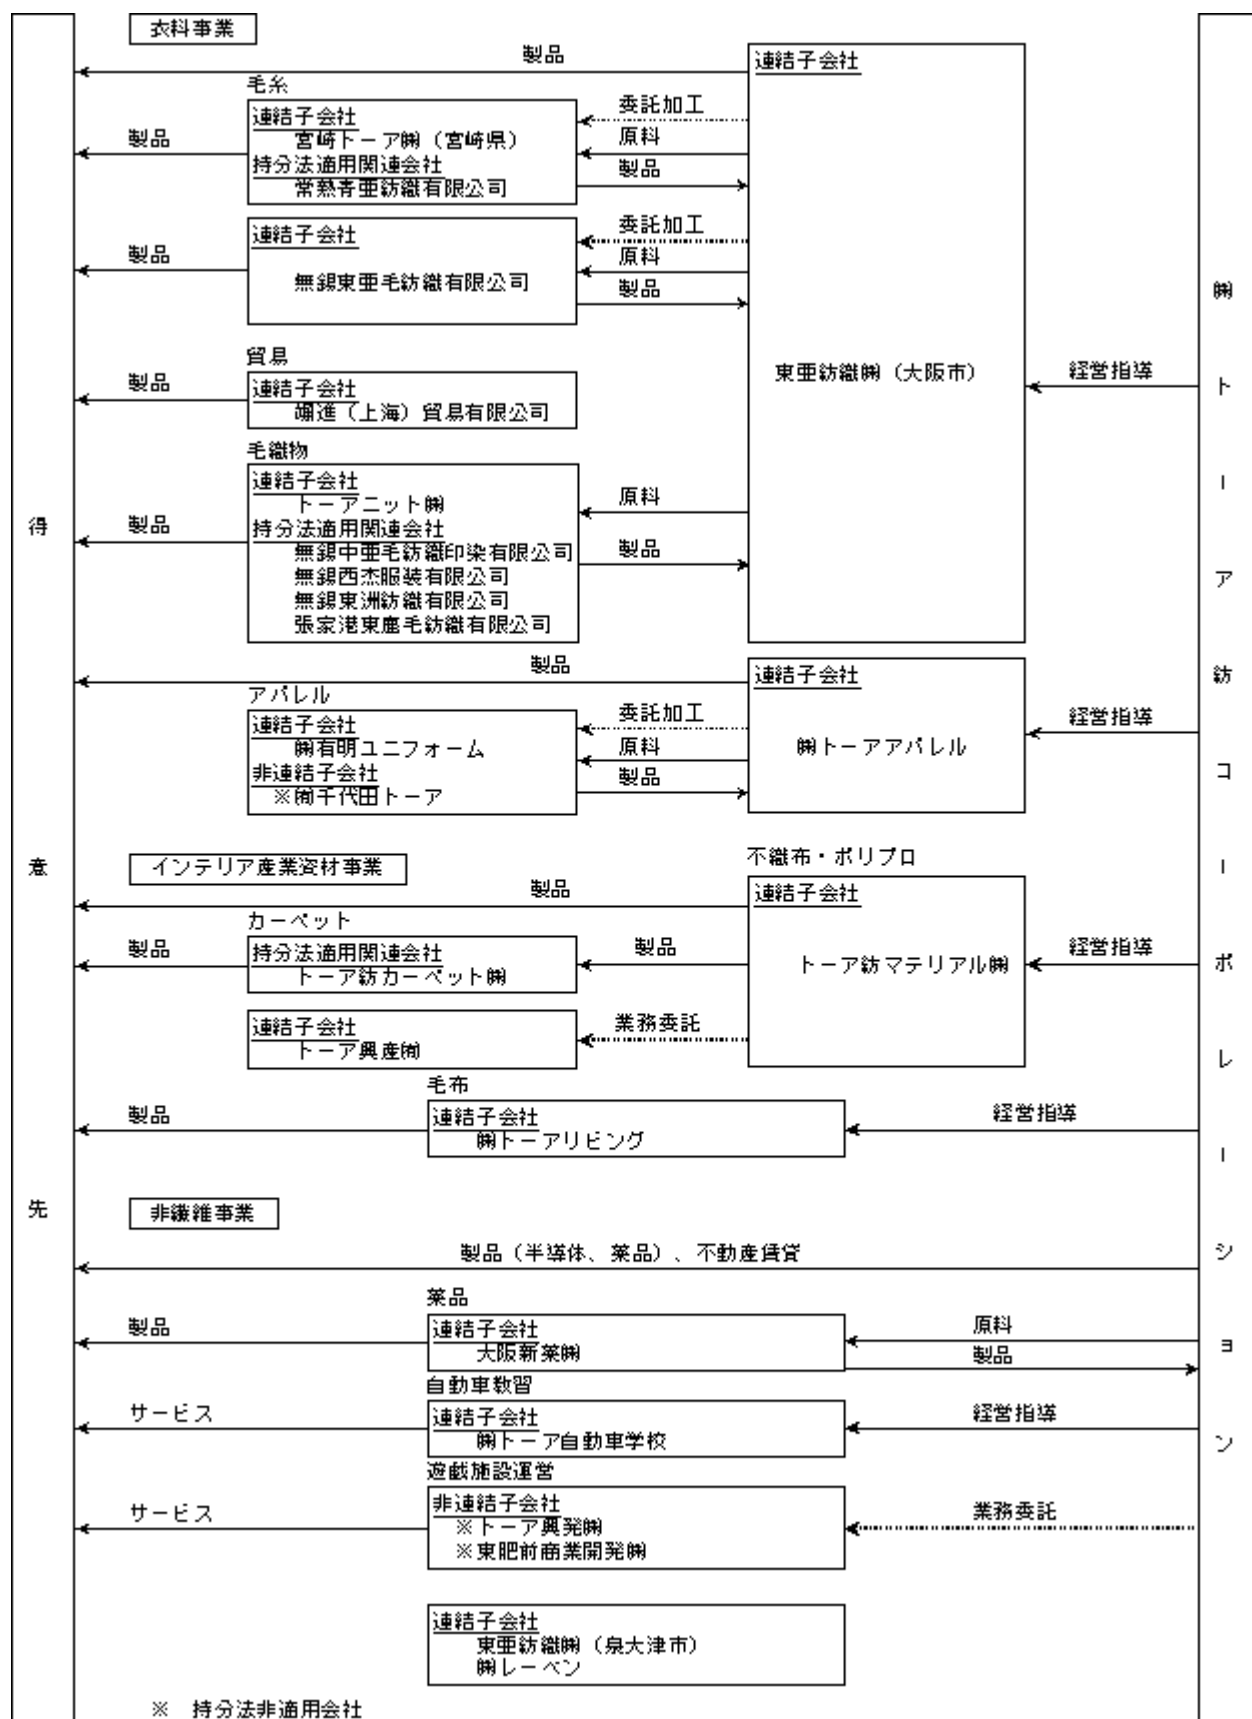 衣料事業
製品
連結子会社
毛糸
連結子会社
宮崎トーア㈱（宮崎県）
持分法適用関連会社
常熟青亜紡織有限公司
製品
委託加工
原料
製品
連結子会社
無錫東亜毛紡織有限公司
製品
委託加工
原料
製品
東亜紡織㈱（大阪市）
経営指導
貿易
連結子会社
（上海）貿易有限公司
製品
毛織物
連結子会社
トーアニット㈱
持分法適用関連会社
無錫中亜毛紡織印染有限公司
無錫西杰服装有限公司
無錫東洲紡織有限公司
張家港東鹿毛紡織有限公司
製品
原料
製品
製品
連結子会社
㈱トーアアパレル
経営指導
アパレル
連結子会社
㈱有明ユニフォーム
非連結子会社
※㈲千代田トーア
委託加工
原料
製品
インテリア産業資材事業
不織布・ポリプロ
製品
連結子会社
トーア紡マテリアル㈱
経営指導
カーペット
持分法適用関連会社
トーア紡カーペット㈱
製品
製品
連結子会社
トーア興産㈲
業務委託
毛布
連結子会社
㈱トーアリビング
製品
経営指導
非繊維事業
製品（半導体、薬品）、不動産賃貸
薬品
連結子会社
大阪新薬㈱
製品
原料
製品
自動車教習
連結子会社
㈱トーア自動車学校
サービス
経営指導
遊戯施設運営
非連結子会社
※トーア興発㈱
※東肥前商業開発㈱
サービス
業務委託
連結子会社
東亜紡織㈱（泉大津市）
㈱レーベン
※　持分法非適用会社
得意先
㈱トーア紡コーポレーション